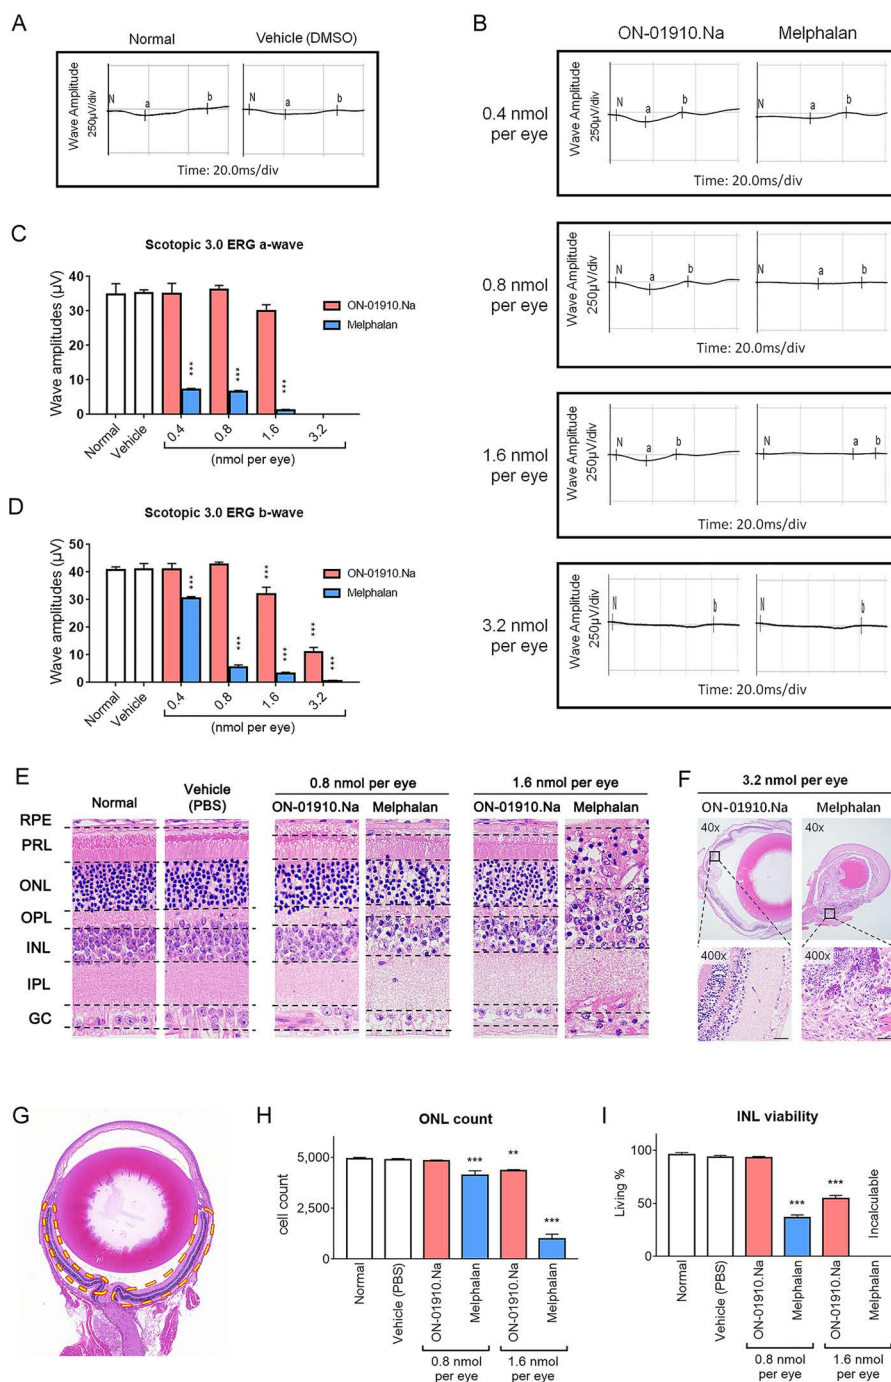 A
Normal
Vehicle (DMSO)
Wave Amplitude
250μV/div
N
a
b
N
a
b
Time: 20.0ms/div
B
ON-01910.Na
Melphalan
0.4 nmol
per eye
Wave Amplitude
250μV/div
N
a
b
N
a
b
Time: 20.0ms/div
0.8 nmol
per eye
Wave Amplitude
250μV/div
N
a
b
N
a
b
Time: 20.0ms/div
1.6 nmol
per eye
Wave Amplitude
250μV/div
N
a
b
N
a
b
Time: 20.0ms/div
3.2 nmol
per eye
Wave Amplitude
250μV/div
N
b
N
b
Time: 20.0ms/div
C
Scotopic 3.0 ERG a-wave
Wave amplitudes (μV)
40
30
20
10
0
***
***
***
ON-01910.Na
Melphalan
Normal
Vehicle
0.4
0.8
1.6
3.2
(nmol per eye)
D
Scotopic 3.0 ERG b-wave
Wave amplitudes (μV)
50
40
30
20
10
0
***
***
***
***
***
***
ON-01910.Na
Melphalan
Normal
Vehicle
0.4
0.8
1.6
3.2
(nmol per eye)
E
Normal
Vehicle
(PBS)
0.8 nmol per eye
ON-01910.Na Melphalan
1.6 nmol per eye
ON-01910.Na Melphalan
RPE
PRL
ONL
OPL
INL
IPL
GC
F
3.2 nmol per eye
ON-01910.Na
Melphalan
40x
40x
400x
400x
G
H
ONL count
cell count
5,000
2,500
0
***
**
***
Normal
Vehicle (PBS)
ON-01910.Na
Melphalan
ON-01910.Na
Melphalan
0.8 nmol
per eye
1.6 nmol
per eye
I
INL viability
Living %
100
50
0
***
***
Incalculable
Normal
Vehicle (PBS)
ON-01910.Na
Melphalan
ON-01910.Na
Melphalan
0.8 nmol
per eye
1.6 nmol
per eye